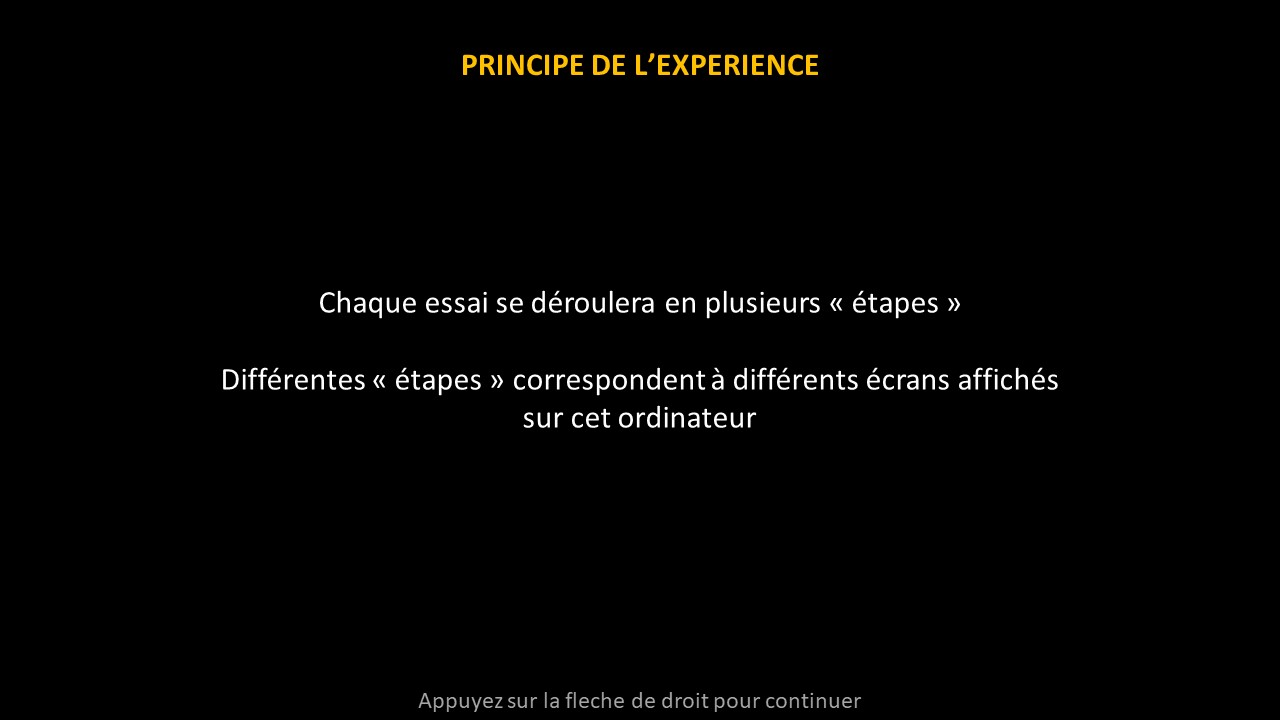 PRINCIPE DE L’EXPERIENCE
Chaque essai se déroulera en plusieurs « étapes »
Différentes « étapes » correspondent à différents écrans affichés
sur cet ordinateur
Appuyez sur la fleche de droit pour continuer